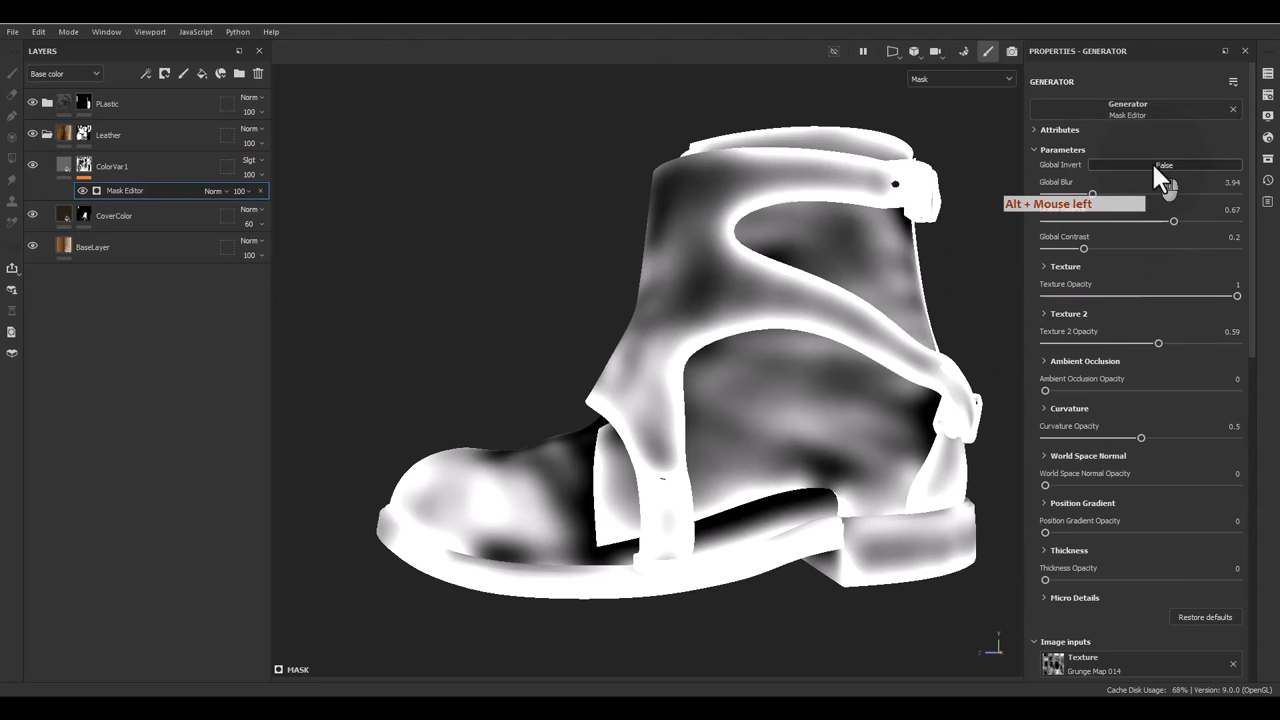 File Edit Mode Window Viewport JavaScript Python Help
LAYERS
Base color
PLastic Norm 100
Leather Norm 100
ColorVar1 Slgt 100
Mask Editor Norm 100
CoverColor Norm 60
BaseLayer Norm 100
Mask
MASK
PROPERTIES - GENERATOR
GENERATOR
Generator
Mask Editor
Attributes
Parameters
Global Invert False
Global Blur 3.94
Alt + Mouse left
0.67
Global Contrast 0.2
Texture
Texture Opacity 1
Texture 2
Texture 2 Opacity 0.59
Ambient Occlusion
Ambient Occlusion Opacity 0
Curvature
Curvature Opacity 0.5
World Space Normal
World Space Normal Opacity 0
Position Gradient
Position Gradient Opacity 0
Thickness
Thickness Opacity 0
Micro Details
Restore defaults
Image inputs
Texture
Grunge Map 014
Y
Z
Cache Disk Usage: 68% | Version: 9.0.0 (OpenGL)